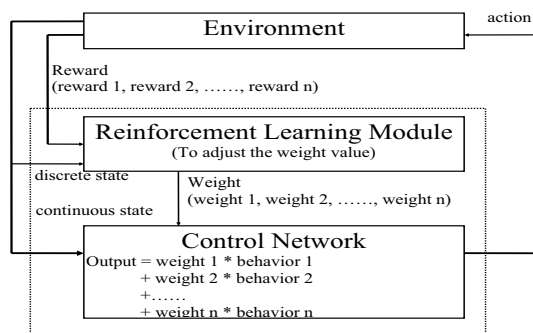 Environment
action
Reward
(reward 1, reward 2, ……, reward n)
Reinforcement Learning Module
(To adjust the weight value)
discrete state
Weight
(weight 1, weight 2, ……, weight n)
continuous state
Control Network
Output = weight 1 * behavior 1
+ weight 2 * behavior 2
+……
+ weight n * behavior n